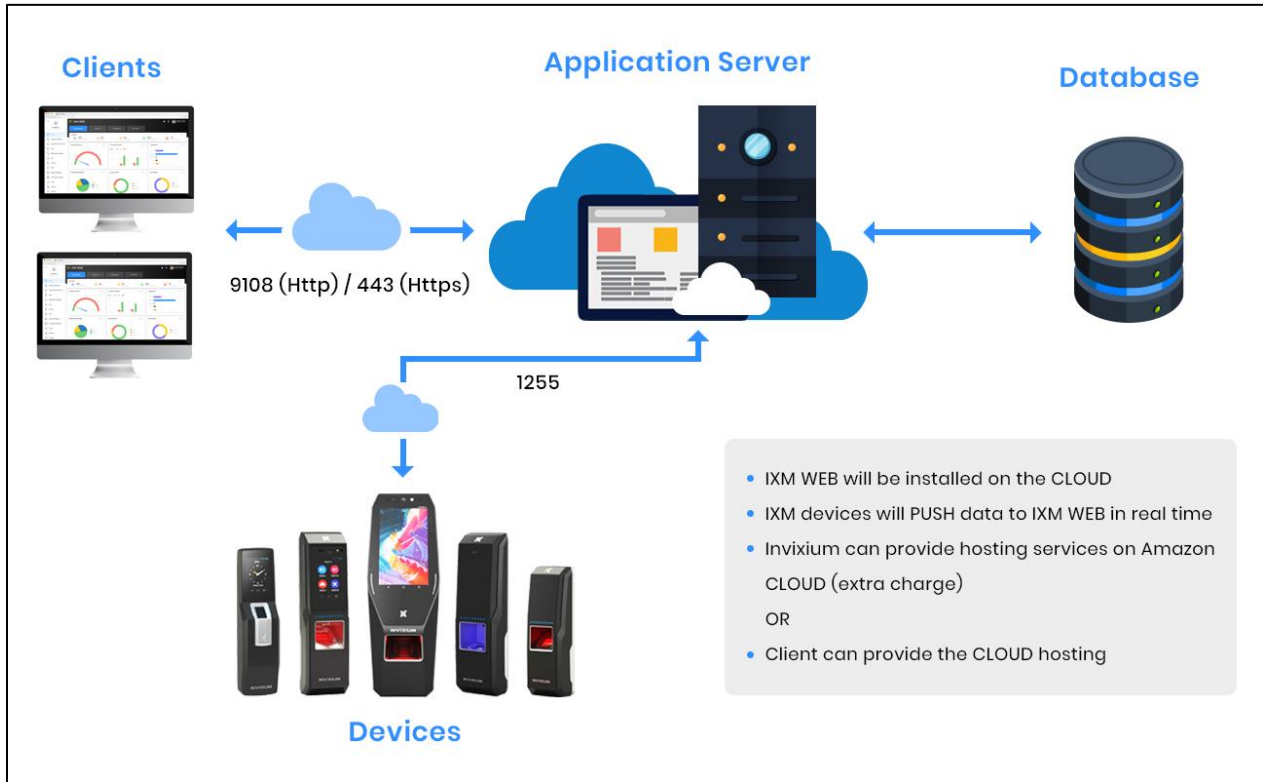 Clients
Application Server
Database
9108 (Http) / 443 (Https)
1255
IXM WEB will be installed on the CLOUD
IXM devices will PUSH data to IXM WEB in real time
Invixium can provide hosting services on Amazon
CLOUD (extra charge)
OR
Client can provide the CLOUD hosting
INVIXIUM
Devices